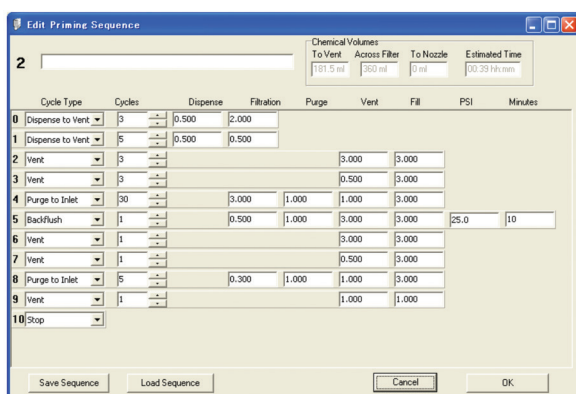 Edit Priming Sequence
Chemical Volumes
To Vent Across Filter To Nozzle Estimated Time
2 181.5 ml 360 ml 0 ml 00:39 hh:mm
Cycle Type Cycles Dispense Filtration Purge Vent Fill PSI Minutes
0 Dispense to Vent 3 0.500 2.000
1 Dispense to Vent 5 0.500 0.500
2 Vent 3 3.000 3.000
3 Vent 3 0.500 3.000
4 Purge to Inlet 30 3.000 1.000 1.000 3.000
5 Backflush 1 0.500 1.000 3.000 3.000 25.0 10
6 Vent 1 3.000 3.000
7 Vent 1 0.500 3.000
8 Purge to Inlet 5 0.300 1.000 1.000 3.000
9 Vent 1 1.000 1.000
10 Stop
Save Sequence Load Sequence Cancel OK